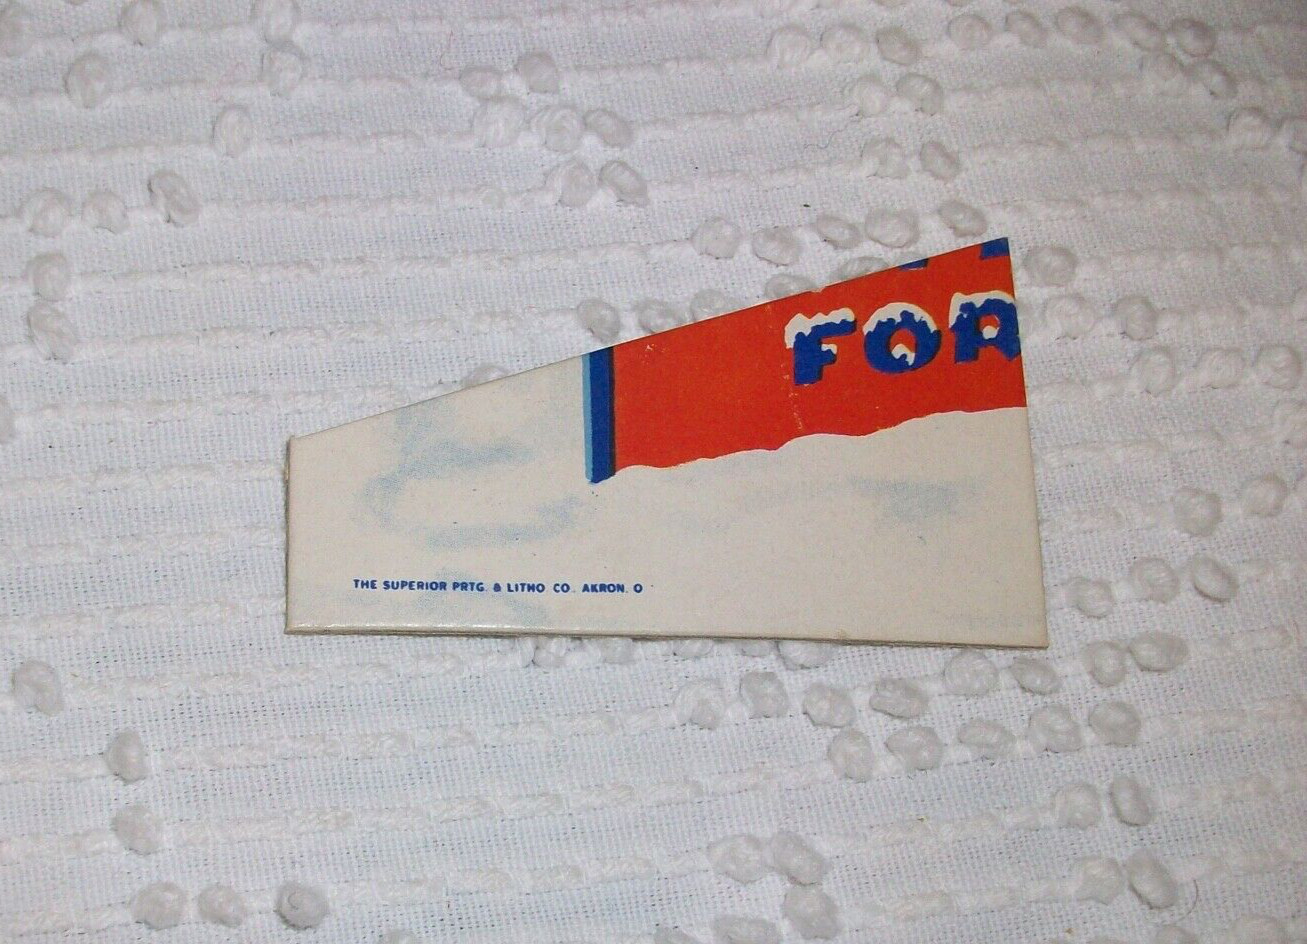 FOR
THE SUPERIOR PRTG. & LITHO CO. AKRON. O